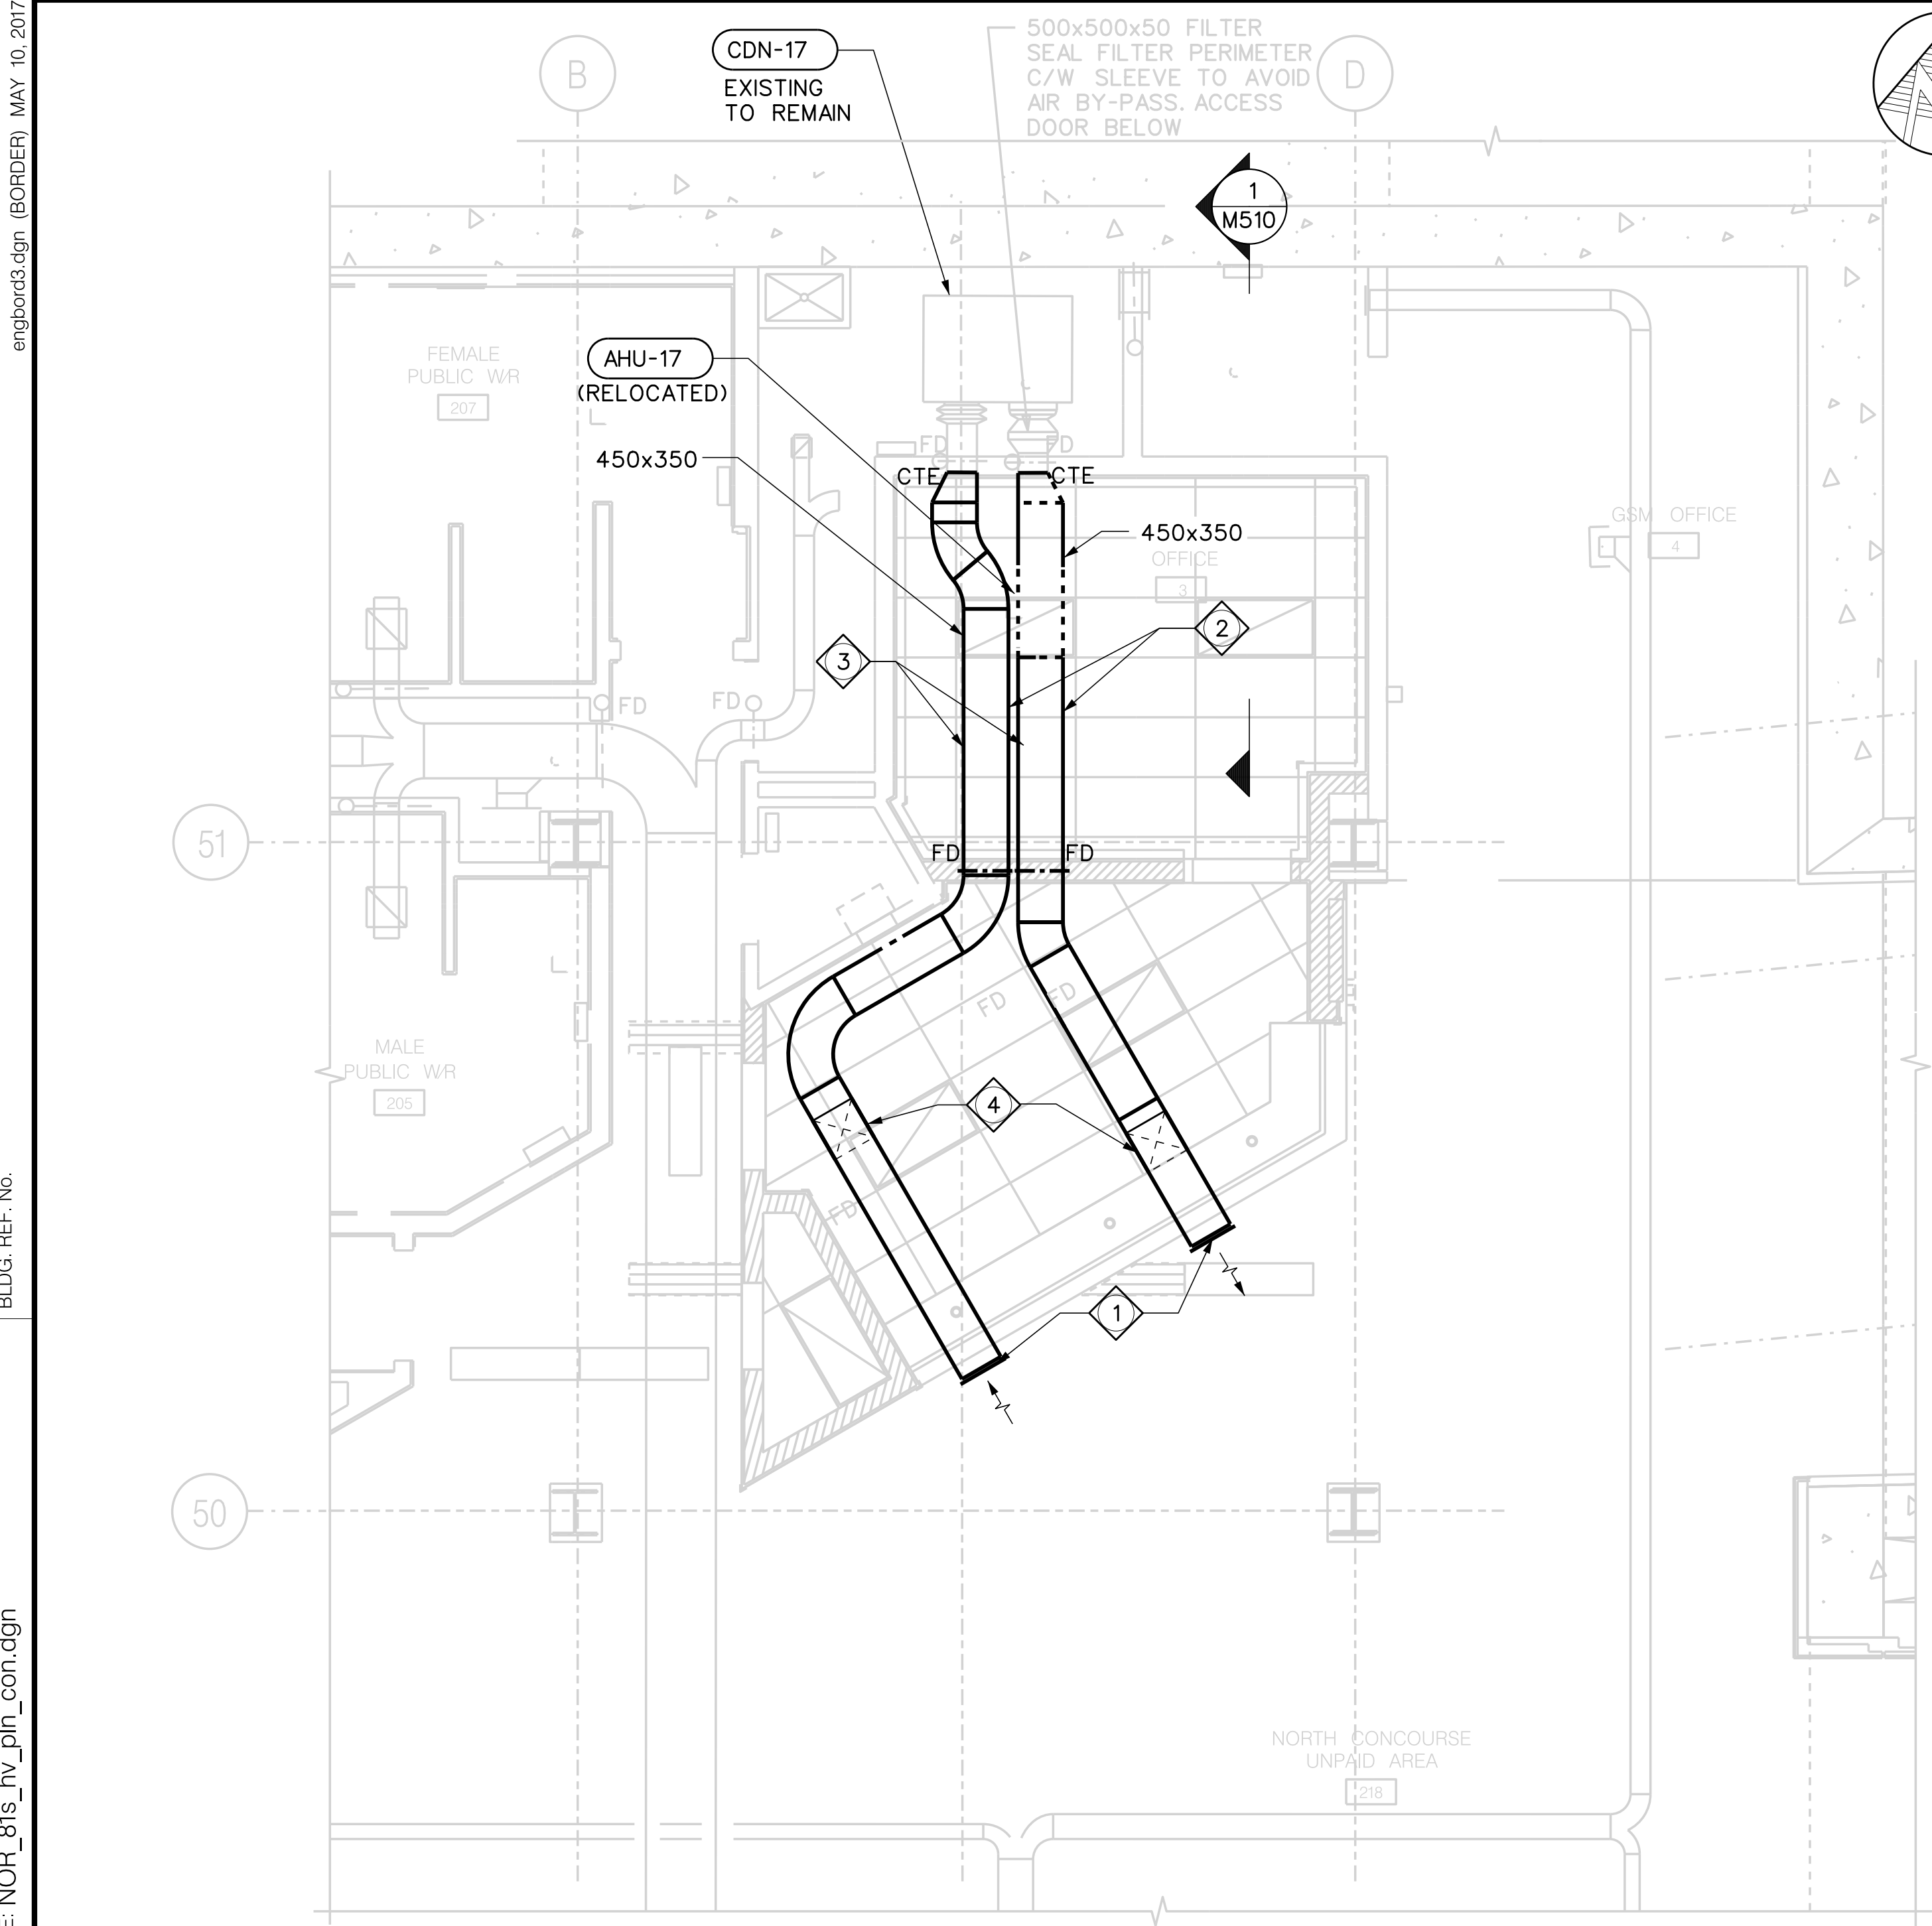 engbord3.dgn (BORDER) MAY 10, 2017
BLDG. REF. No.
E: NOR_81s_hv_pln_con.dgn
B
CDN-17
EXISTING
TO REMAIN
500x500x50 FILTER
SEAL FILTER PERIMETER
C/W SLEEVE TO AVOID
AIR BY-PASS. ACCESS
DOOR BELOW
D
1
M510
FEMALE
PUBLIC W/R
207
AHU-17
(RELOCATED)
450x350
FD
FD
CTE
CTE
450x350
OFFICE
3
GSM OFFICE
4
2
3
FD
FD
51
FD
FD
FD
FD
MALE
PUBLIC W/R
205
4
FD
1
50
NORTH CONCOURSE
UNPAID AREA
218